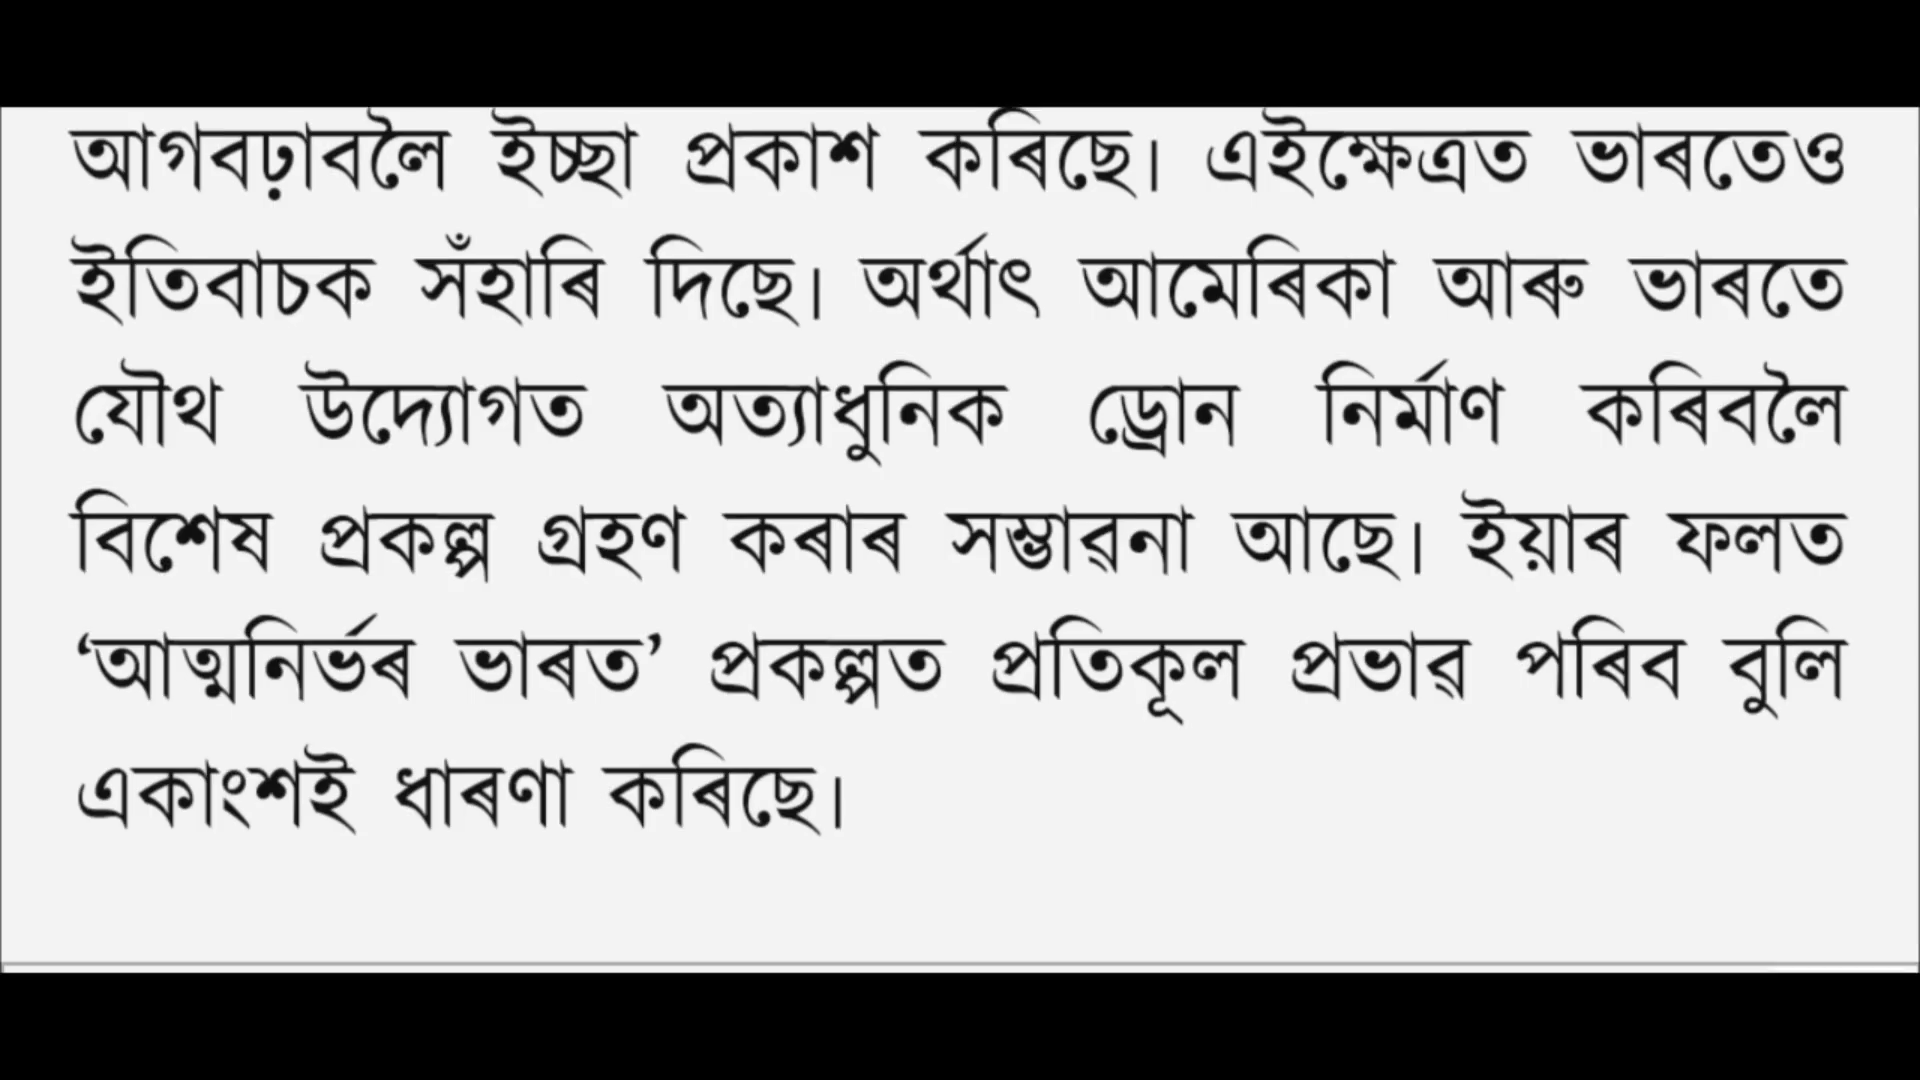 আগবঢ়াবলৈ ইচ্ছা প্ৰকাশ কৰিছে। এইক্ষেত্ৰত ভাৰতেও
ইতিবাচক সঁহাৰি দিছে। অৰ্থাৎ আমেৰিকা আৰু ভাৰতে
যৌথ উদ্যোগত অত্যাধুনিক ড্ৰোন নিৰ্মাণ কৰিবলৈ
বিশেষ প্ৰকল্প গ্ৰহণ কৰাৰ সম্ভাৱনা আছে। ইয়াৰ ফলত
‘আত্মনিৰ্ভৰ ভাৰত’ প্ৰকল্পত প্ৰতিকূল প্ৰভাৱ পৰিব বুলি
একাংশই ধাৰণা কৰিছে।